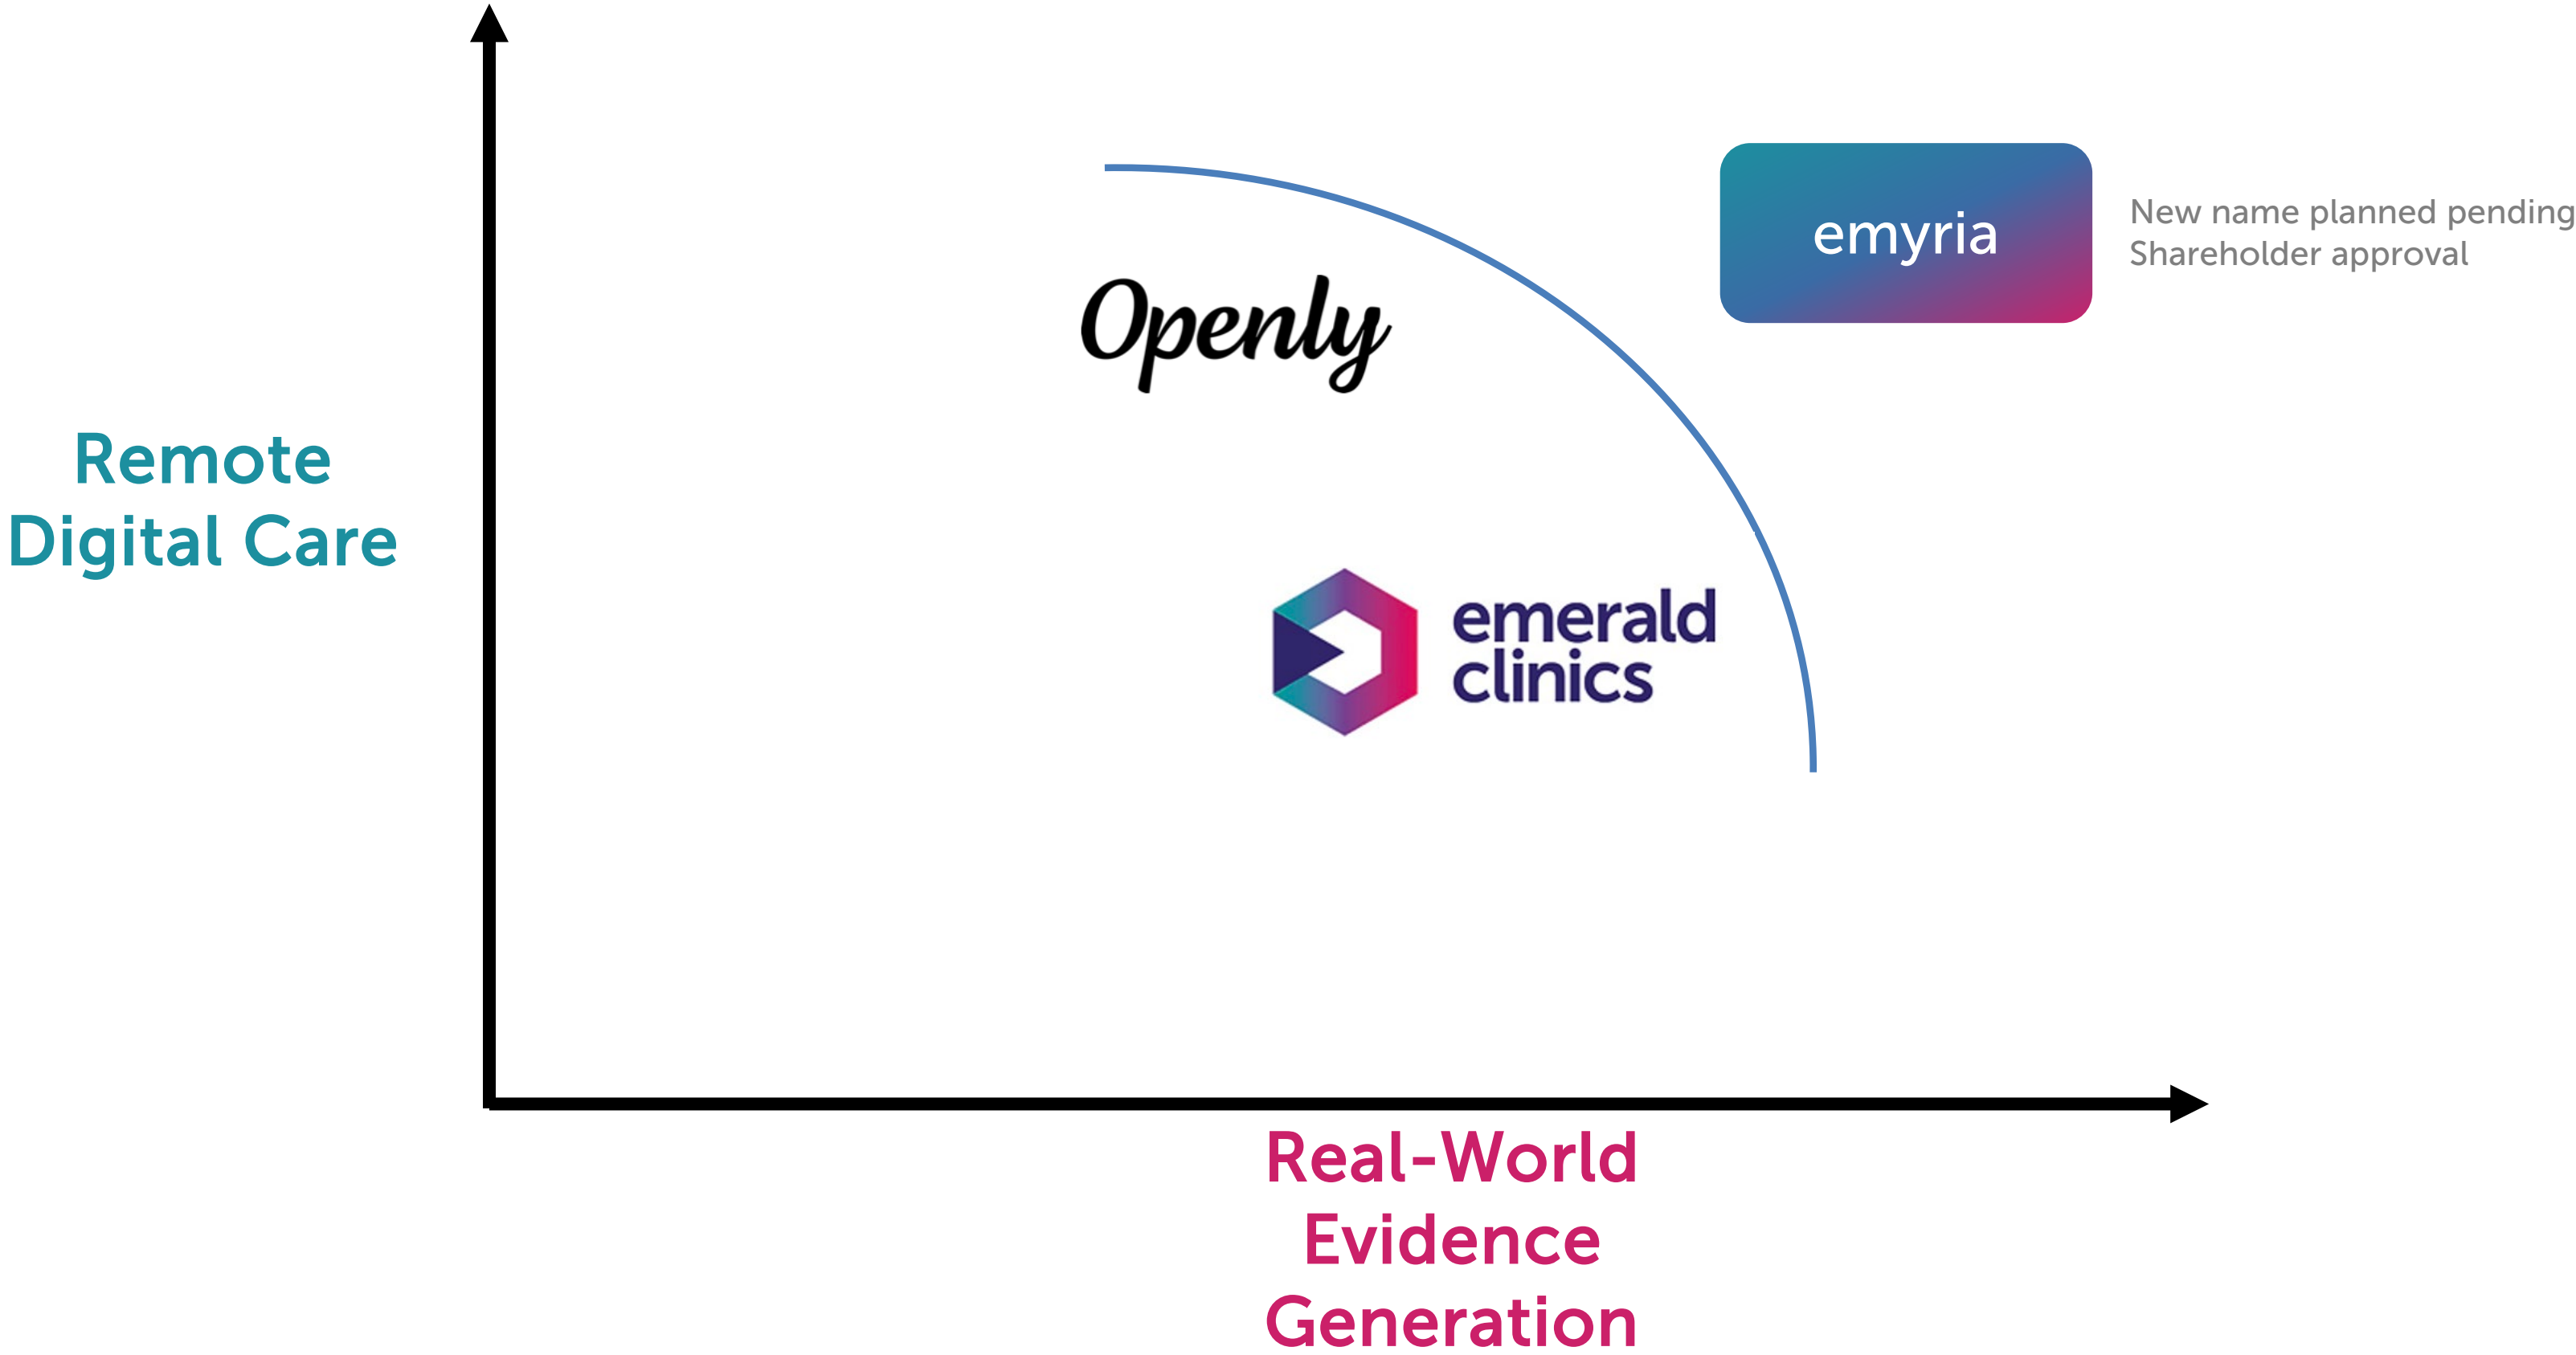 emyria
New name planned pending
Shareholder approval
Openly
Remote
Digital Care
emerald
clinics
Real-World
Evidence
Generation